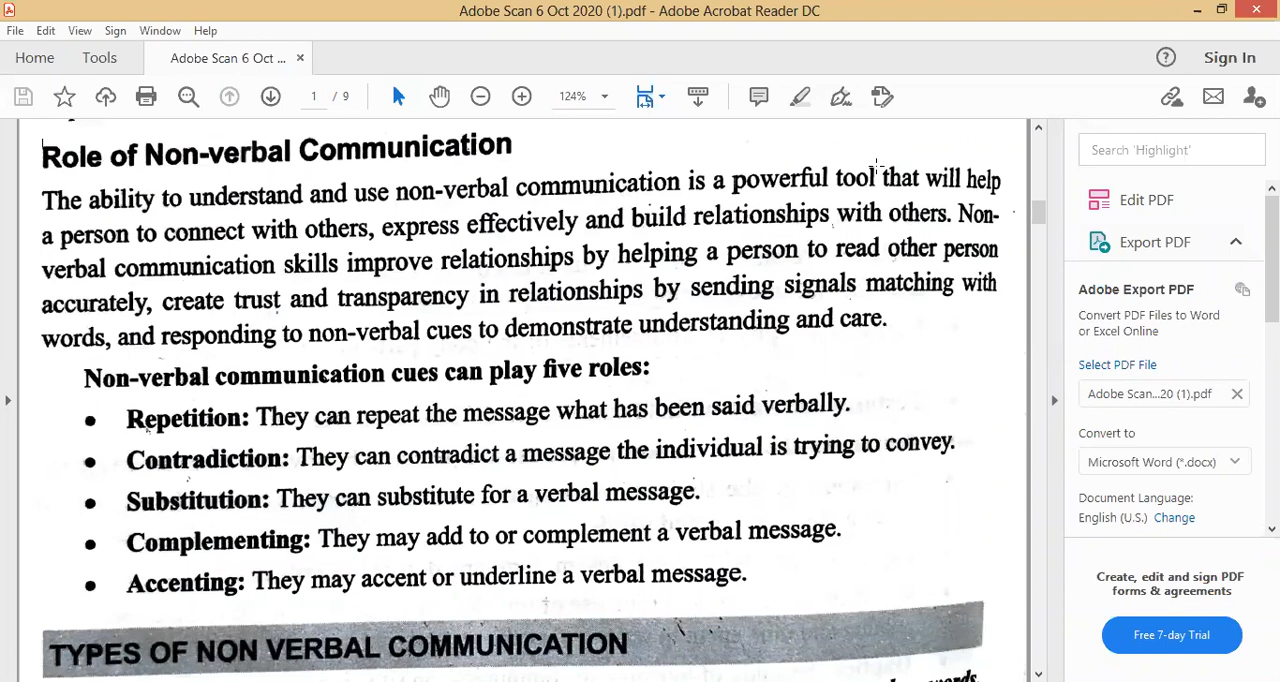 Adobe Scan 6 Oct 2020 (1).pdf - Adobe Acrobat Reader DC
File Edit View Sign Window Help
Home Tools Adobe Scan 6 Oct ... × Sign In
1 / 9 124%
Role of Non-verbal Communication
The ability to understand and use non-verbal communication is a powerful tool that will help
a person to connect with others, express effectively and build relationships with others. Non-
verbal communication skills improve relationships by helping a person to read other person
accurately, create trust and transparency in relationships by sending signals matching with
words, and responding to non-verbal cues to demonstrate understanding and care.
Non-verbal communication cues can play five roles:
• Repetition: They can repeat the message what has been said verbally.
• Contradiction: They can contradict a message the individual is trying to convey.
• Substitution: They can substitute for a verbal message.
• Complementing: They may add to or complement a verbal message.
• Accenting: They may accent or underline a verbal message.
TYPES OF NON VERBAL COMMUNICATION
Search 'Highlight'
Edit PDF
Export PDF
Adobe Export PDF
Convert PDF Files to Word
or Excel Online
Select PDF File
Adobe Scan...20 (1).pdf
Convert to
Microsoft Word (*.docx)
Document Language:
English (U.S.) Change
Create, edit and sign PDF
forms & agreements
Free 7-day Trial